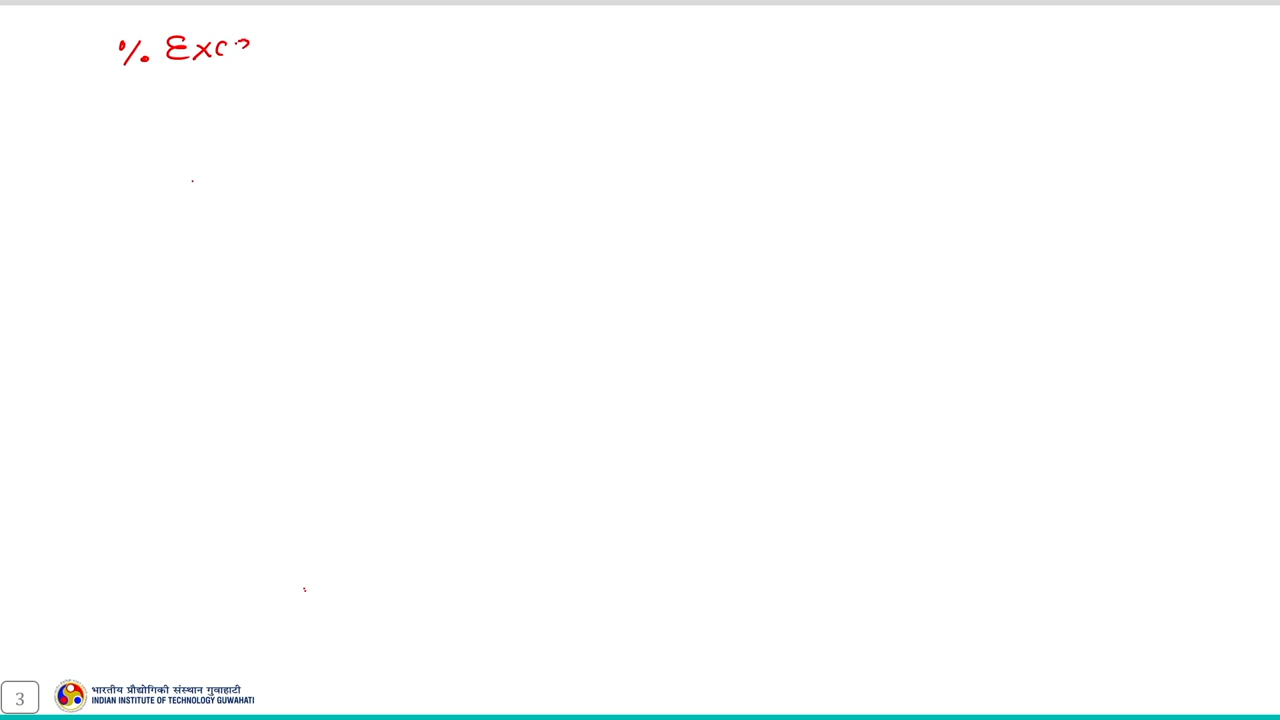 % Exc
3
भारतीय प्रौद्योगिकी संस्थान गुवाहाटी
INDIAN INSTITUTE OF TECHNOLOGY GUWAHATI